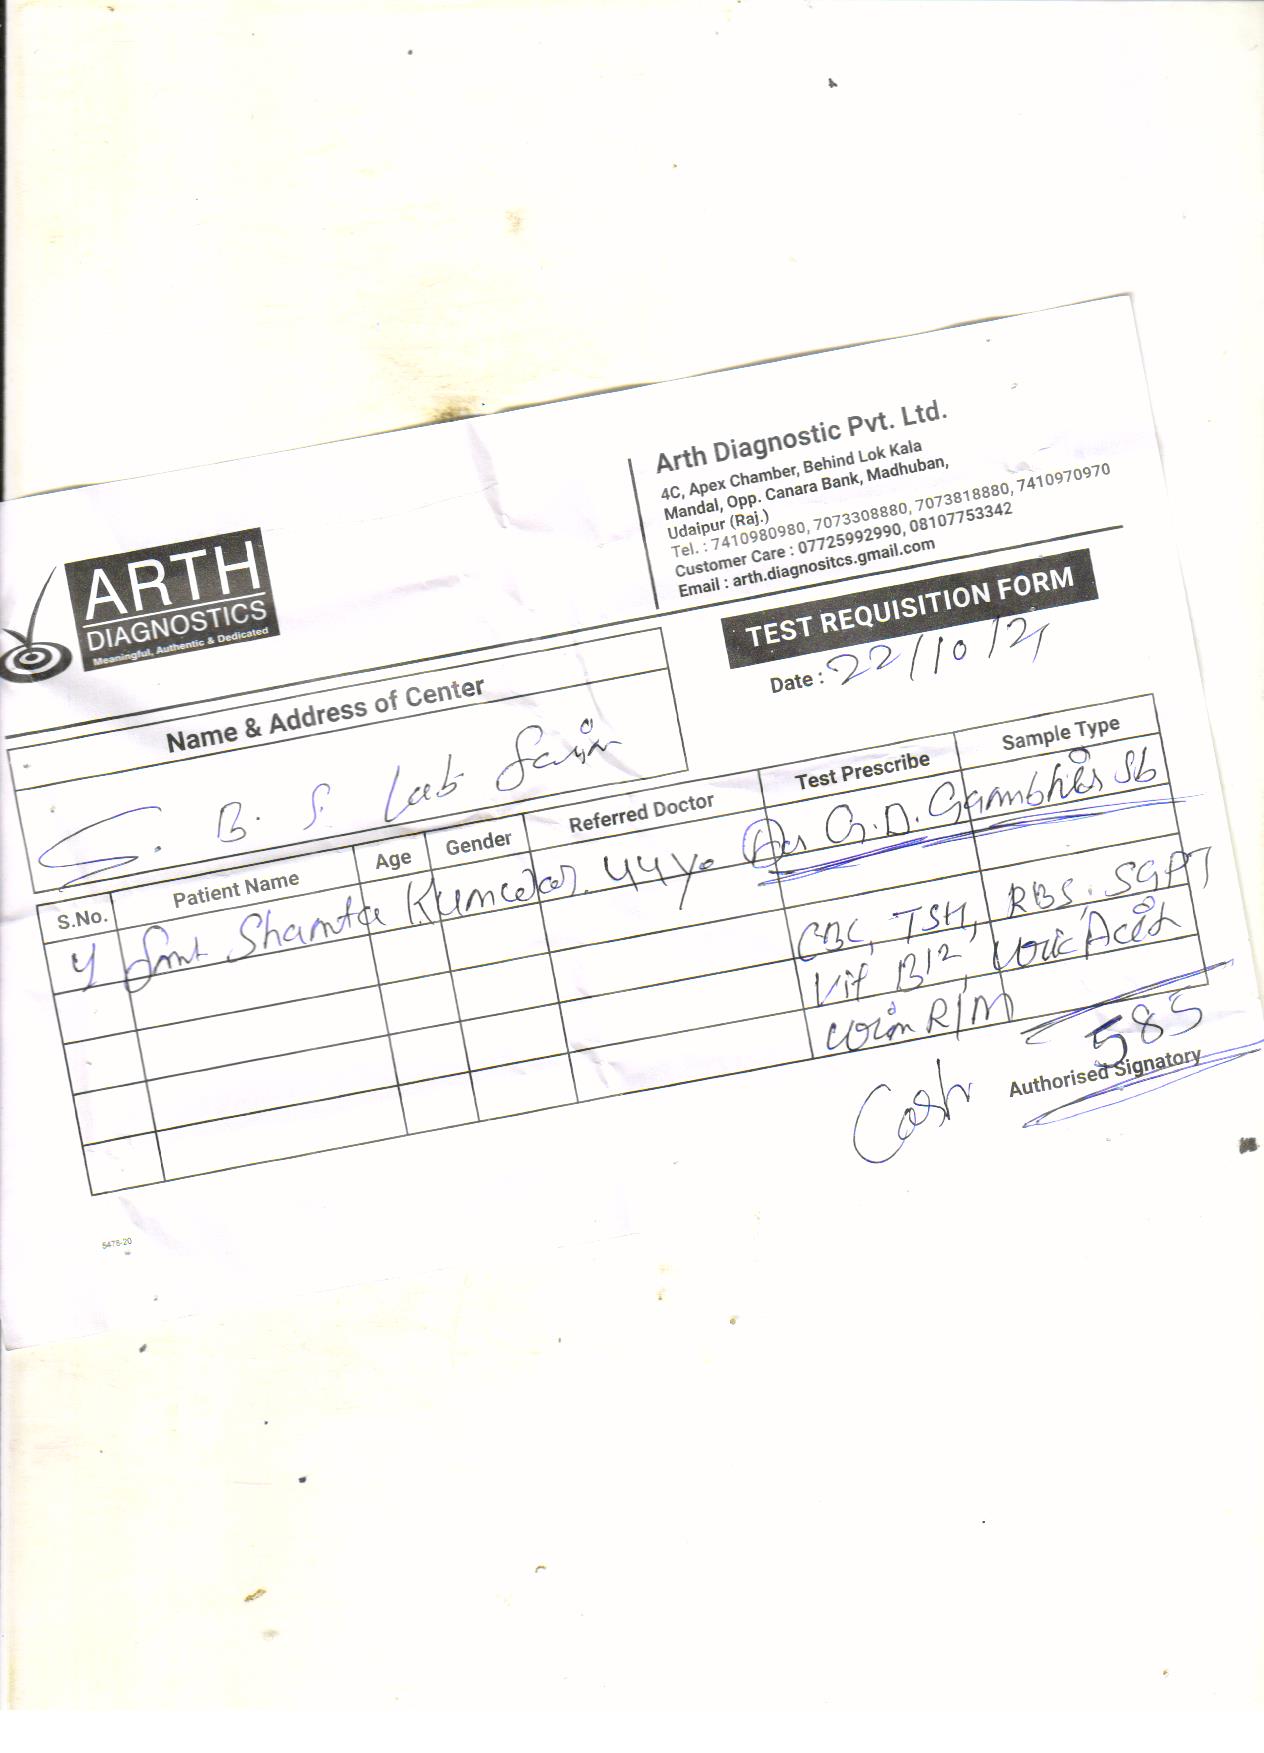 ARTH
DIAGNOSTICS
Meaningful, Authentic & Dedicated
Arth Diagnostic Pvt. Ltd.
4C, Apex Chamber, Behind Lok Kala
Mandal, Opp. Canara Bank, Madhuban,
Udaipur (Raj.)
Tel. : 7410980980, 7073308880, 7073818880, 7410970970
Customer Care : 07725992990, 08107753342
Email : arth.diagnositcs.gmail.com
TEST REQUISITION FORM
Date : 22/10/21
Name & Address of Center
S. B. S. Lab
S.No. Patient Name Age Gender Referred Doctor Test Prescribe Sample Type
Smt Shamta Kunwar 44Y. G.D. Gambhir Sb
CBC, TSH, RBS, SGPT
Vit B12, Uric Acid
Urin R/M
585
Cash
Authorised Signatory
5478-20